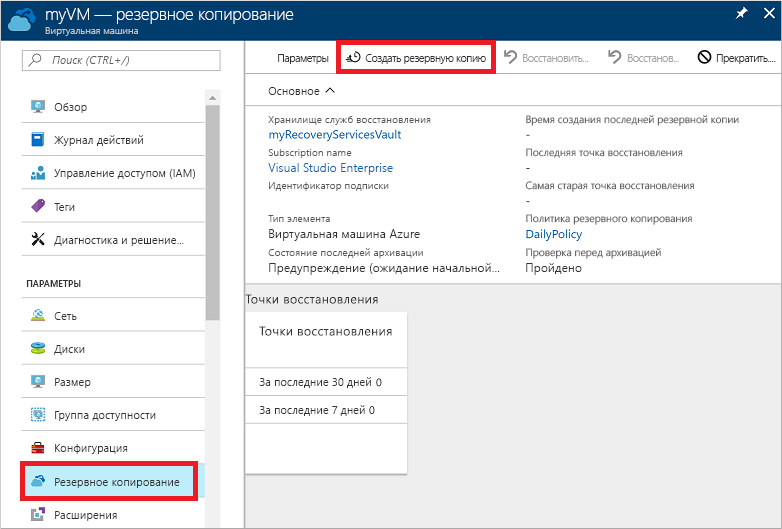 myVM — резервное копирование
Виртуальная машина
Поиск (CTRL+/)
Обзор
Журнал действий
Управление доступом (IAM)
Теги
Диагностика и решение...
ПАРАМЕТРЫ
Сеть
Диски
Размер
Группа доступности
Конфигурация
Резервное копирование
Расширения
Параметры
Создать резервную копию
Восстановить...
Восстанов...
Прекратить...
Основное
Хранилище служб восстановления
myRecoveryServicesVault
Subscription name
Visual Studio Enterprise
Идентификатор подписки
Тип элемента
Виртуальная машина Azure
Состояние последней архивации
Предупреждение (ожидание начальной...
Время создания последней резервной копии
-
Последняя точка восстановления
-
Самая старая точка восстановления
-
Политика резервного копирования
DailyPolicy
Проверка перед архивацией
Пройдено
Точки восстановления
Точки восстановления
За последние 30 дней 0
За последние 7 дней 0